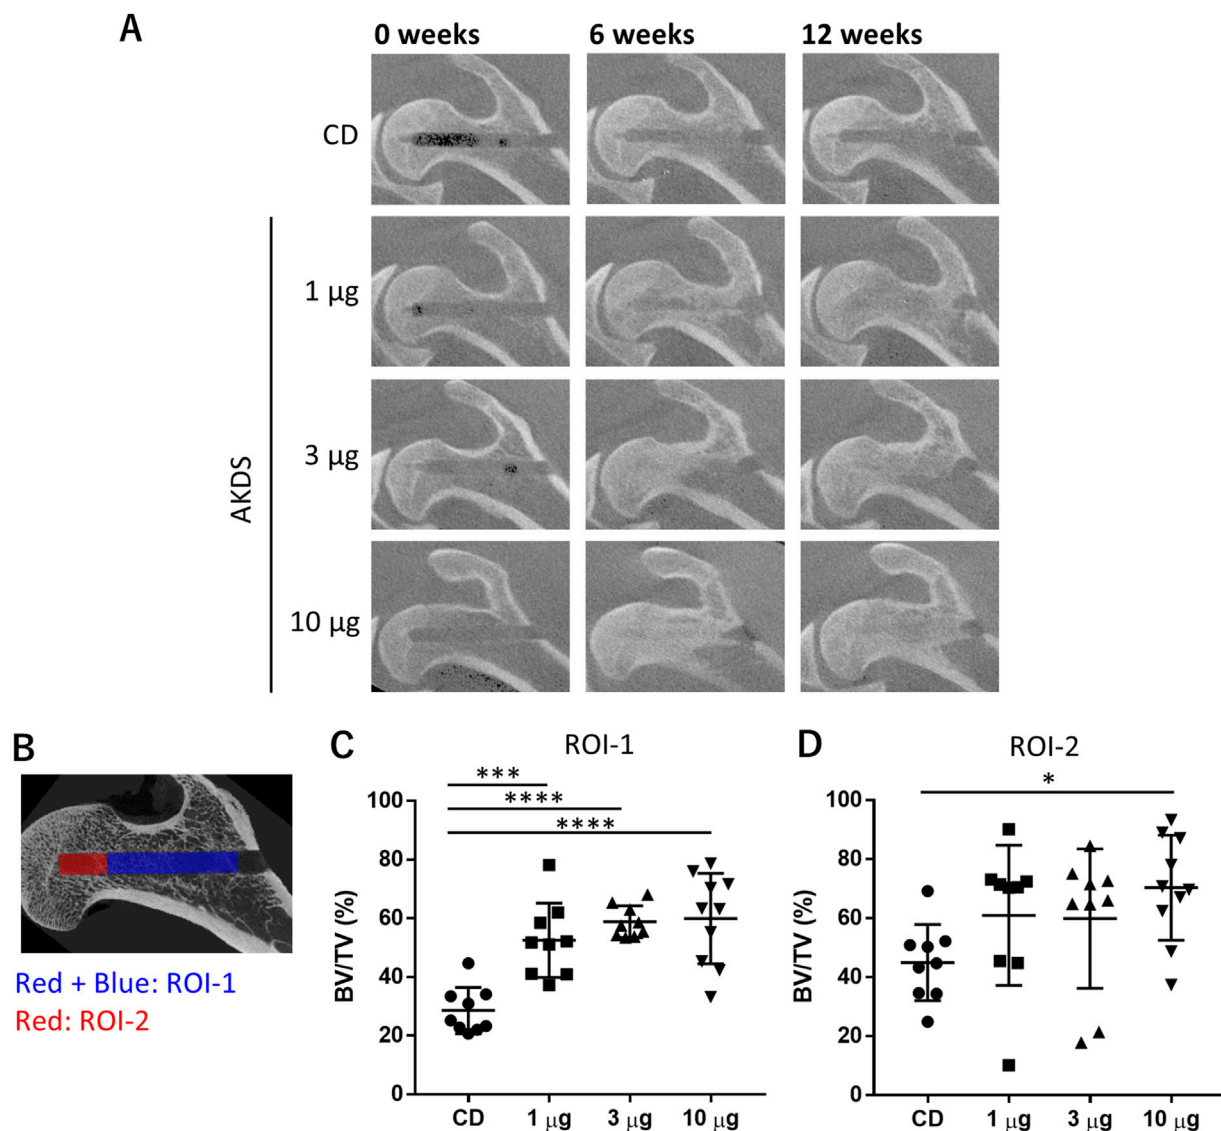 A
0 weeks
6 weeks
12 weeks
CD
1 µg
3 µg
10 µg
AKDS
B
Red + Blue: ROI-1
Red: ROI-2
C
ROI-1
***
****
****
BV/TV (%)
100
80
60
40
20
0
CD
1 µg
3 µg
10 µg
D
ROI-2
*
BV/TV (%)
100
80
60
40
20
0
CD
1 µg
3 µg
10 µg